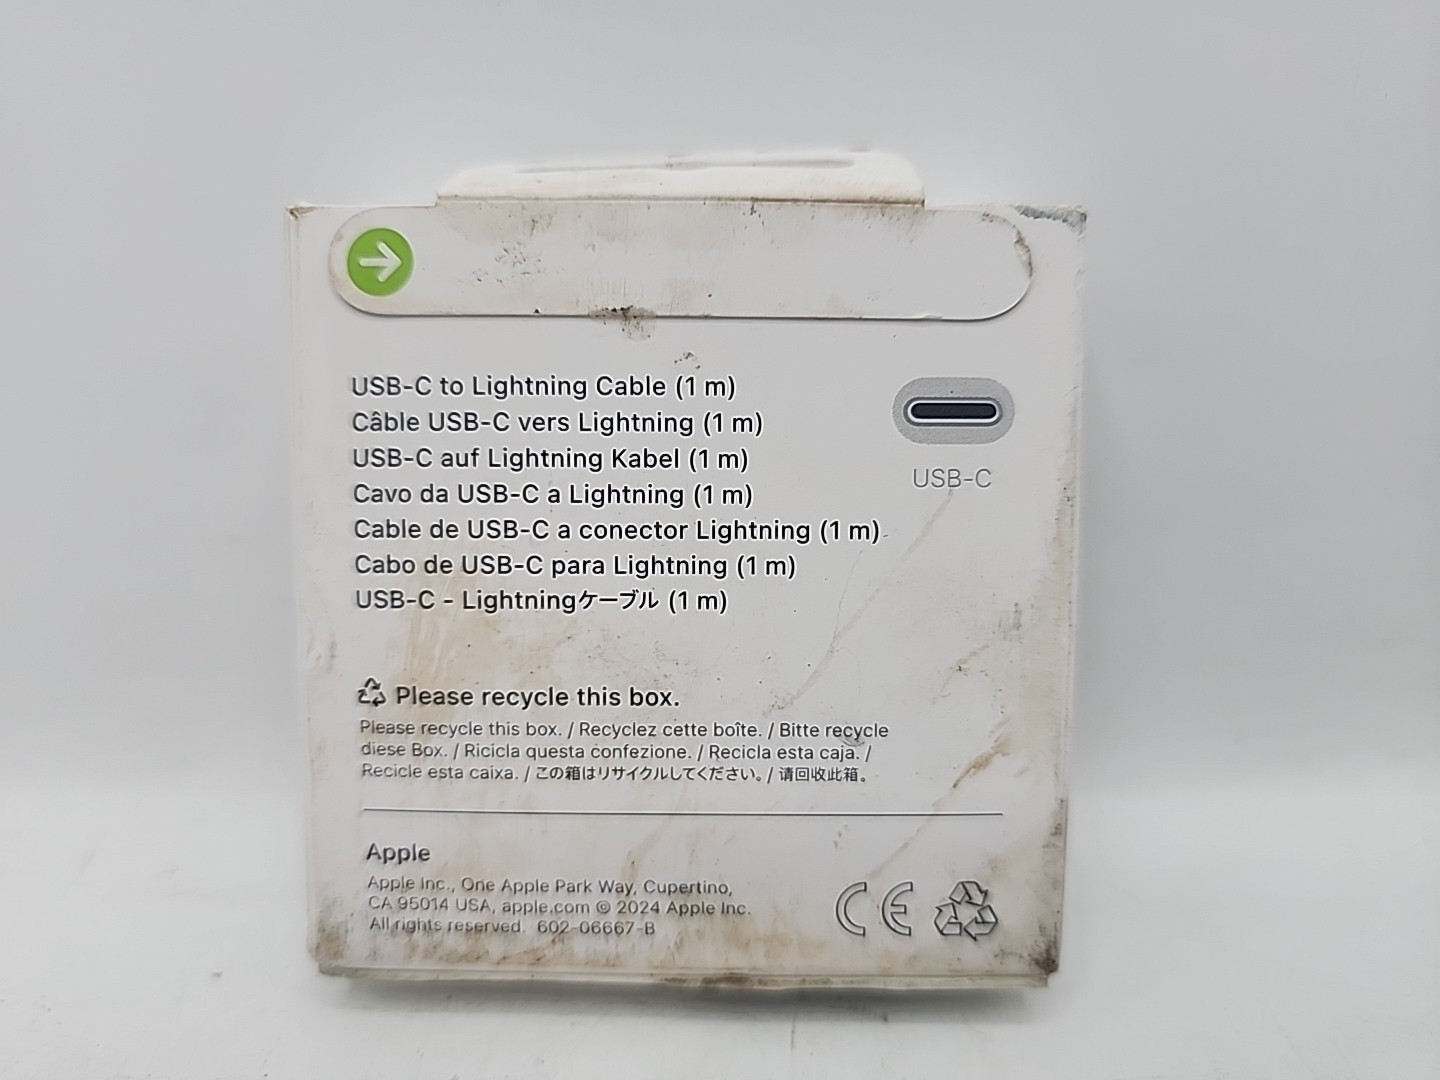 USB-C to Lightning Cable (1 m)
Câble USB-C vers Lightning (1 m)
USB-C auf Lightning Kabel (1 m)
Cavo da USB-C a Lightning (1 m)
Cable de USB-C a conector Lightning (1 m)
Cabo de USB-C para Lightning (1 m)
USB-C - Lightningケーブル (1 m)
USB-C
Please recycle this box.
Please recycle this box. / Recyclez cette boîte. / Bitte recycle
diese Box. / Ricicla questa confezione. / Recicla esta caja. /
Recicle esta caixa. / この箱はリサイクルしてください。/ 请回收此箱。
Apple
Apple Inc., One Apple Park Way, Cupertino,
CA 95014 USA, apple.com © 2024 Apple Inc.
All rights reserved. 602-06667-B
CE